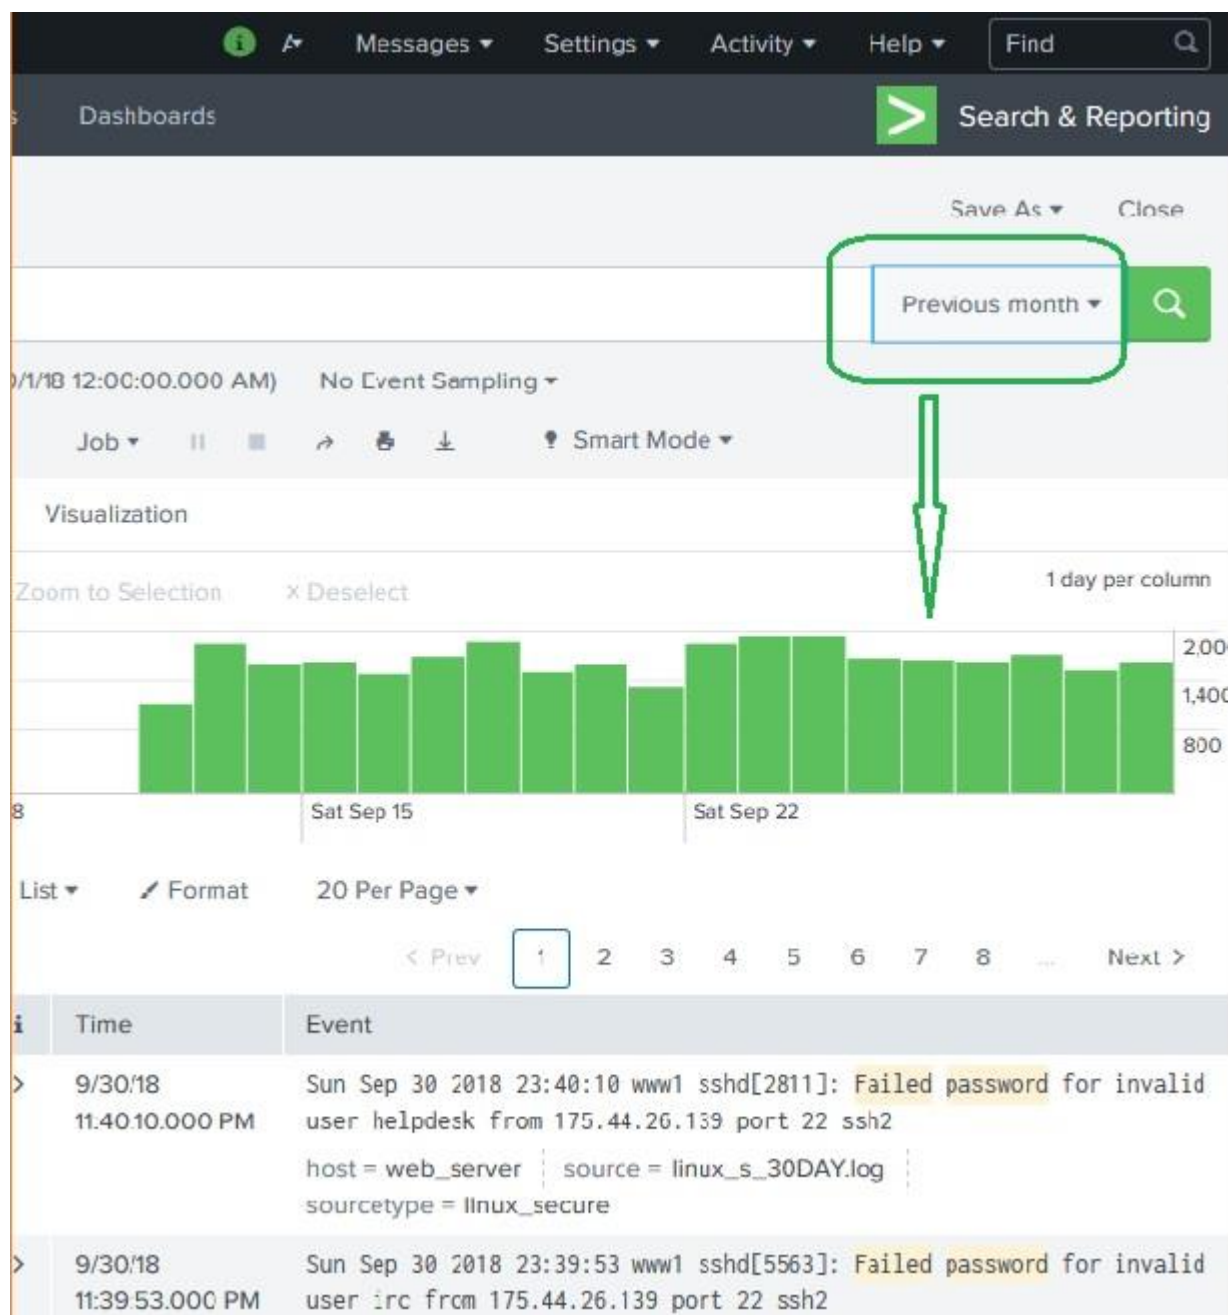 Messages Settings Activity Help Find
Dashboards Search & Reporting
Save As Close
Previous month
/1/18 12:00:00.000 AM) No Event Sampling
Job Smart Mode
Visualization
Zoom to Selection × Deselect 1 day per column
1,400
800
8 Sat Sep 15 Sat Sep 22
List Format 20 Per Page
< Prev 1 2 3 4 5 6 7 8 ... Next >
i Time Event
> 9/30/18 Sun Sep 30 2018 23:40:10 www1 sshd[2811]: Failed password for invalid
11:40:10.000 PM user helpdesk from 175.44.26.139 port 22 ssh2
host = web_server source = linux_s_30DAY.log
sourcetype = linux_secure
> 9/30/18 Sun Sep 30 2018 23:39:53 www1 sshd[5563]: Failed password for invalid
11:39:53.000 PM user irc from 175.44.26.139 port 22 ssh2